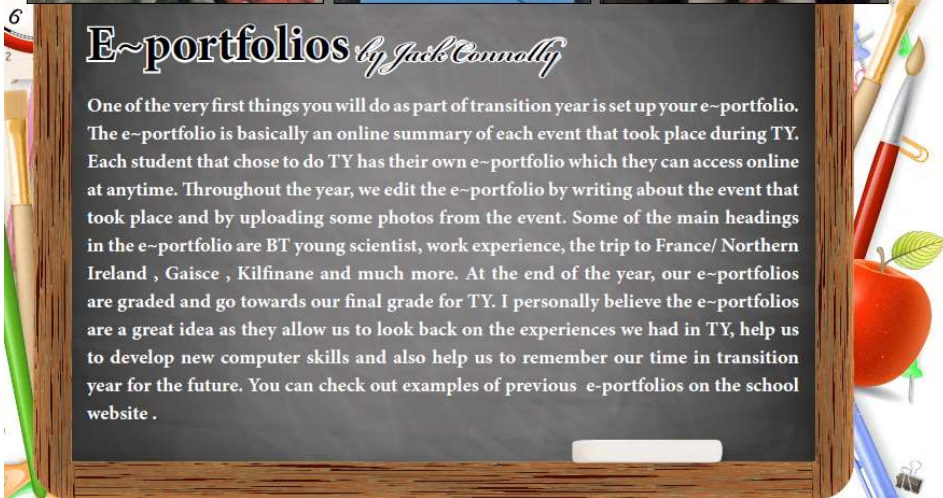 6
E~portfolios by Jack Connolly
One of the very first things you will do as part of transition year is set up your e~portfolio.
The e~portfolio is basically an online summary of each event that took place during TY.
Each student that chose to do TY has their own e~portfolio which they can access online
at anytime. Throughout the year, we edit the e~portfolio by writing about the event that
took place and by uploading some photos from the event. Some of the main headings
in the e~portfolio are BT young scientist, work experience, the trip to France/ Northern
Ireland , Gaisce , Kilfinane and much more. At the end of the year, our e~portfolios
are graded and go towards our final grade for TY. I personally believe the e~portfolios
are a great idea as they allow us to look back on the experiences we had in TY, help us
to develop new computer skills and also help us to remember our time in transition
year for the future. You can check out examples of previous e-portfolios on the school
website .